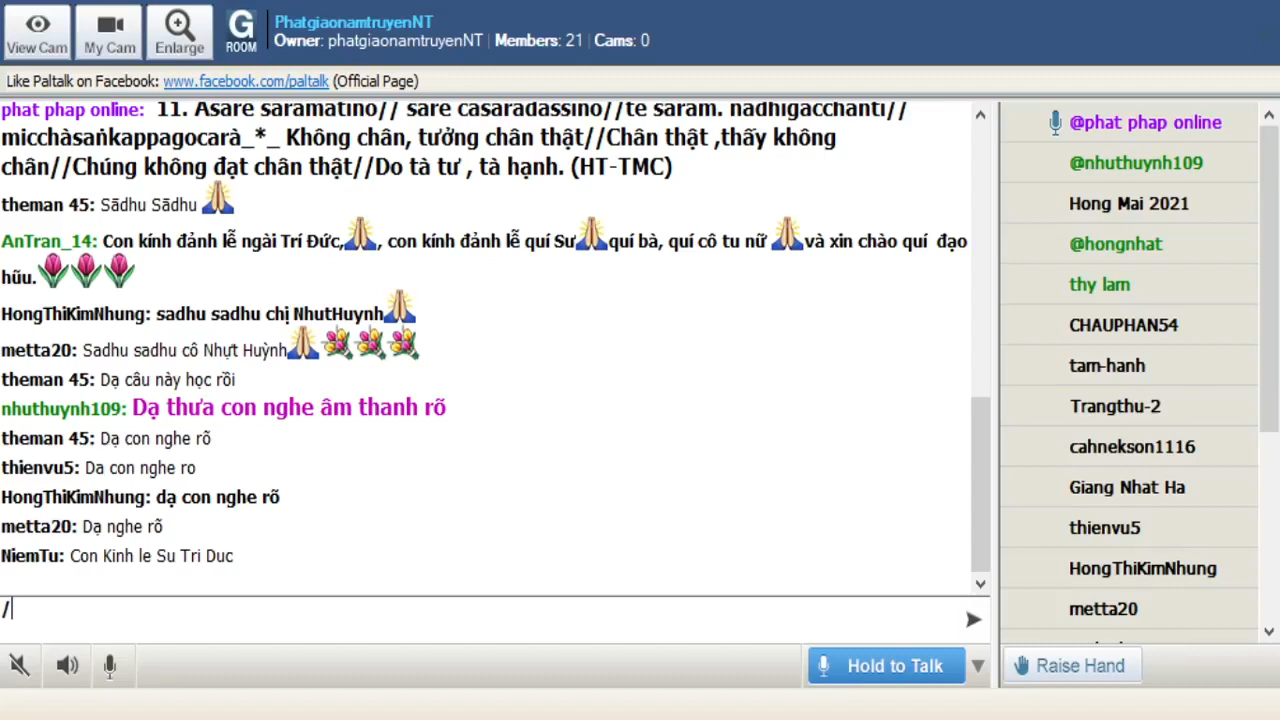 View Cam
My Cam
Enlarge
G
ROOM
PhatgiaonamtruyenNT
Owner: phatgiaonamtruyenNT | Members: 21 | Cams: 0
Like Paltalk on Facebook: www.facebook.com/paltalk (Official Page)
phat phap online: 11. Asare saramatino// sare casaradassino//te saram. nadhigacchanti//
micchàsaṅkappagocarà_*_ Không chân, tưởng chân thật//Chân thật ,thấy không
chân//Chúng không đạt chân thật//Do tà tư , tà hạnh. (HT-TMC)
theman 45: Sādhu Sādhu
AnTran_14: Con kính đảnh lễ ngài Trí Đức,, con kính đảnh lễ quí Sư quí bà, quí cô tu nữ và xin chào quí đạo
hũu.
HongThiKimNhung: sadhu sadhu chị NhutHuynh
metta20: Sadhu sadhu cô Nhựt Huỳnh
theman 45: Dạ câu này học rồi
nhuthuynh109: Dạ thưa con nghe âm thanh rõ
theman 45: Dạ con nghe rõ
thienvu5: Da con nghe ro
HongThiKimNhung: dạ con nghe rõ
metta20: Dạ nghe rõ
NiemTu: Con Kinh le Su Tri Duc
/
Hold to Talk
@phat phap online
@nhuthuynh109
Hong Mai 2021
@hongnhat
thy lam
CHAUPHAN54
tam-hanh
Trangthu-2
cahnekson1116
Giang Nhat Ha
thienvu5
HongThiKimNhung
metta20
Raise Hand